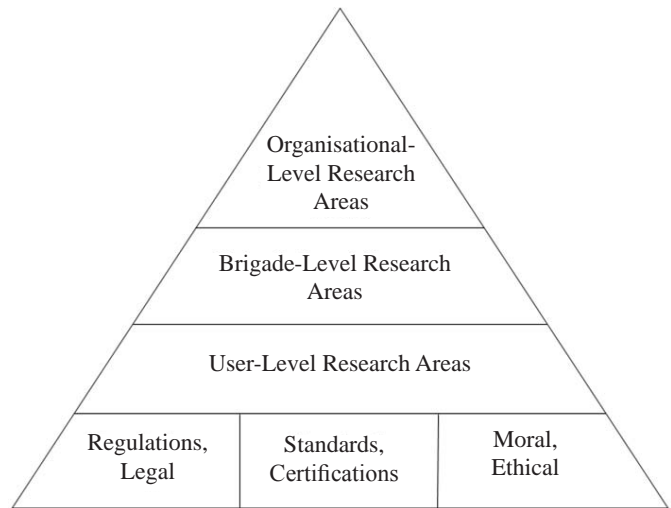 Organisational-
Level Research
Areas
Brigade-Level Research
Areas
User-Level Research Areas
Regulations,
Legal
Standards,
Certifications
Moral,
Ethical